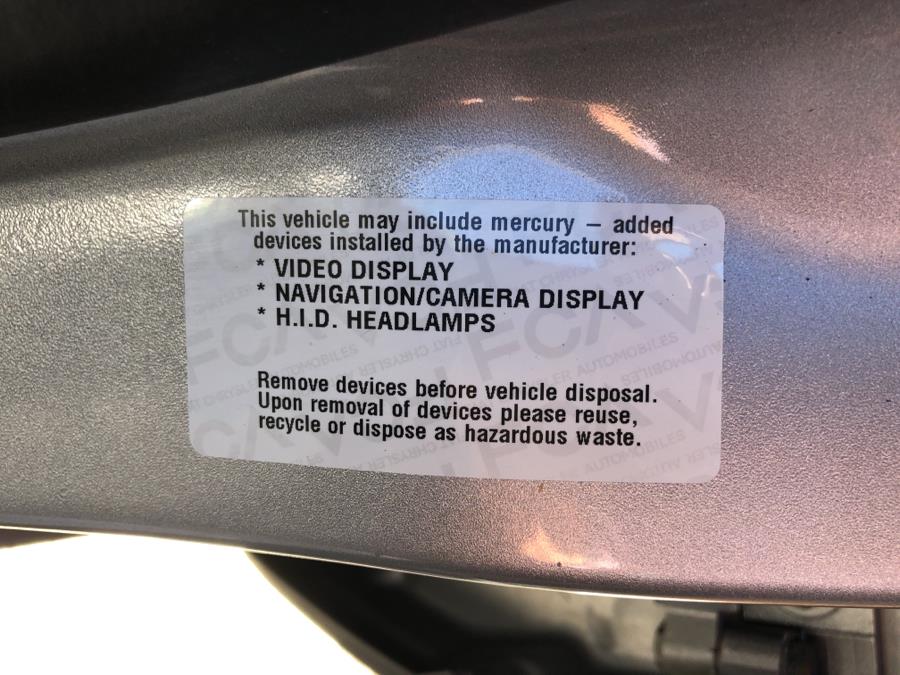 This vehicle may include mercury – added
devices installed by the manufacturer:
* VIDEO DISPLAY
* NAVIGATION/CAMERA DISPLAY
* H.I.D. HEADLAMPS
Remove devices before vehicle disposal.
Upon removal of devices please reuse,
recycle or dispose as hazardous waste.